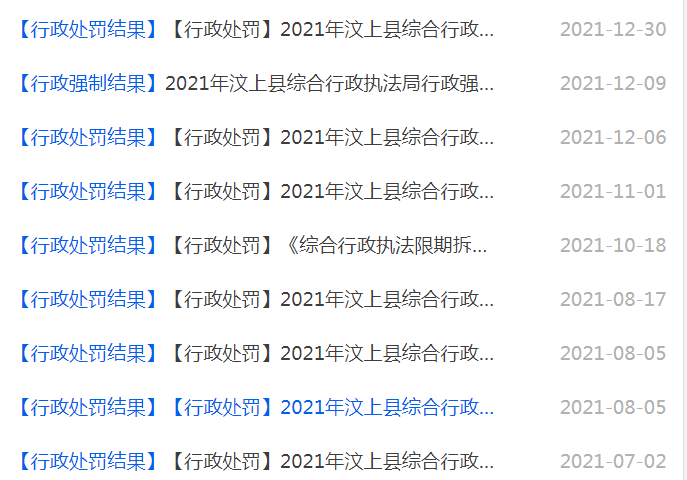 【行政处罚结果】【行政处罚】2021年汶上县综合行政... 2021-12-30
【行政强制结果】2021年汶上县综合行政执法局行政强... 2021-12-09
【行政处罚结果】【行政处罚】2021年汶上县综合行政... 2021-12-06
【行政处罚结果】【行政处罚】2021年汶上县综合行政... 2021-11-01
【行政处罚结果】【行政处罚】《综合行政执法限期拆... 2021-10-18
【行政处罚结果】【行政处罚】2021年汶上县综合行政... 2021-08-17
【行政处罚结果】【行政处罚】2021年汶上县综合行政... 2021-08-05
【行政处罚结果】【行政处罚】2021年汶上县综合行政... 2021-08-05
【行政处罚结果】【行政处罚】2021年汶上县综合行政... 2021-07-02